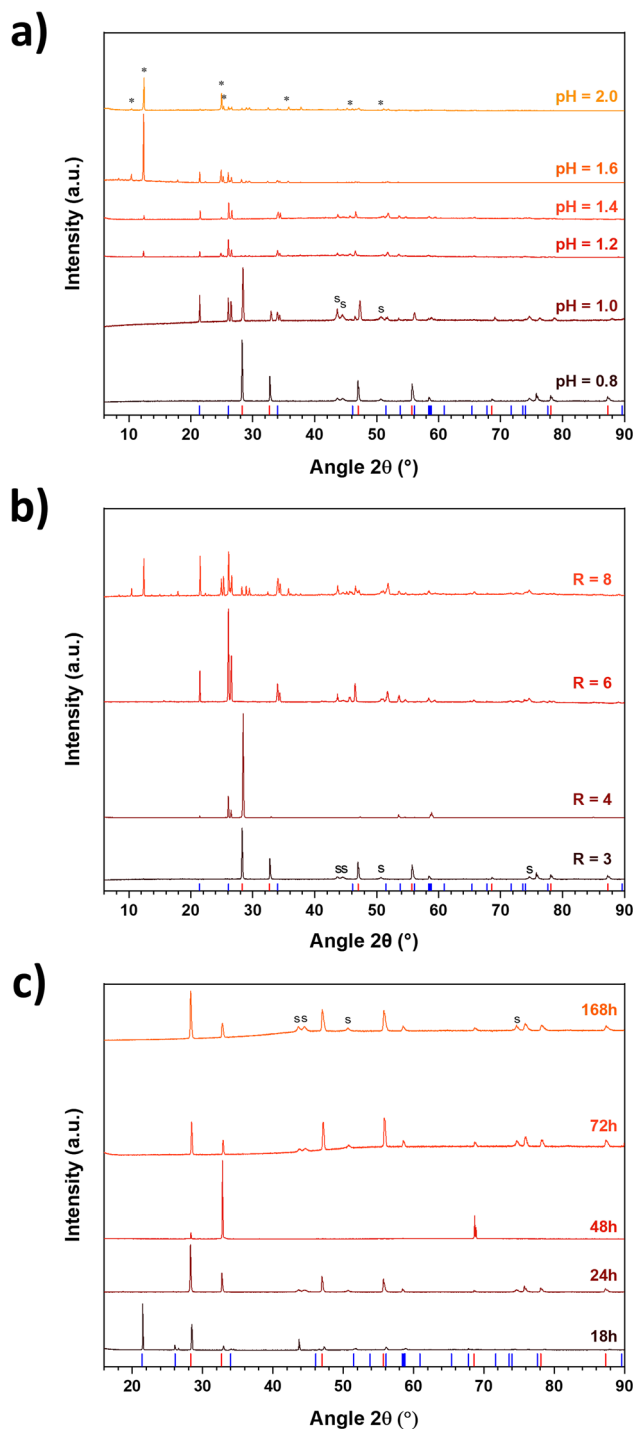 a)
* * * * * * *
pH = 2.0
pH = 1.6
pH = 1.4
pH = 1.2
s s s
pH = 1.0
pH = 0.8
Intensity (a.u.)
10 20 30 40 50 60 70 80 90
Angle 2θ (°)
b)
R = 8
R = 6
R = 4
R = 3
s s s s
Intensity (a.u.)
10 20 30 40 50 60 70 80 90
Angle 2θ (°)
c)
168h
s s s s
72h
48h
24h
18h
Intensity (a.u.)
20 30 40 50 60 70 80 90
Angle 2θ (°)